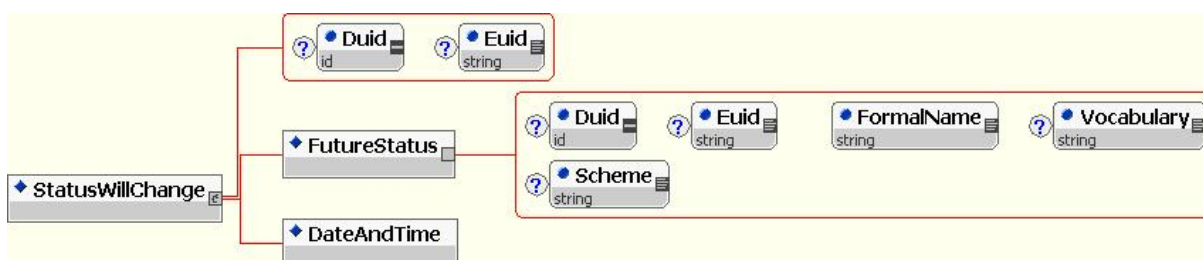 ? Duid ? Euid
id string
? Duid ? Euid FormalName ? Vocabulary
id string string string
FutureStatus
? Scheme
string
StatusWillChange
DateAndTime